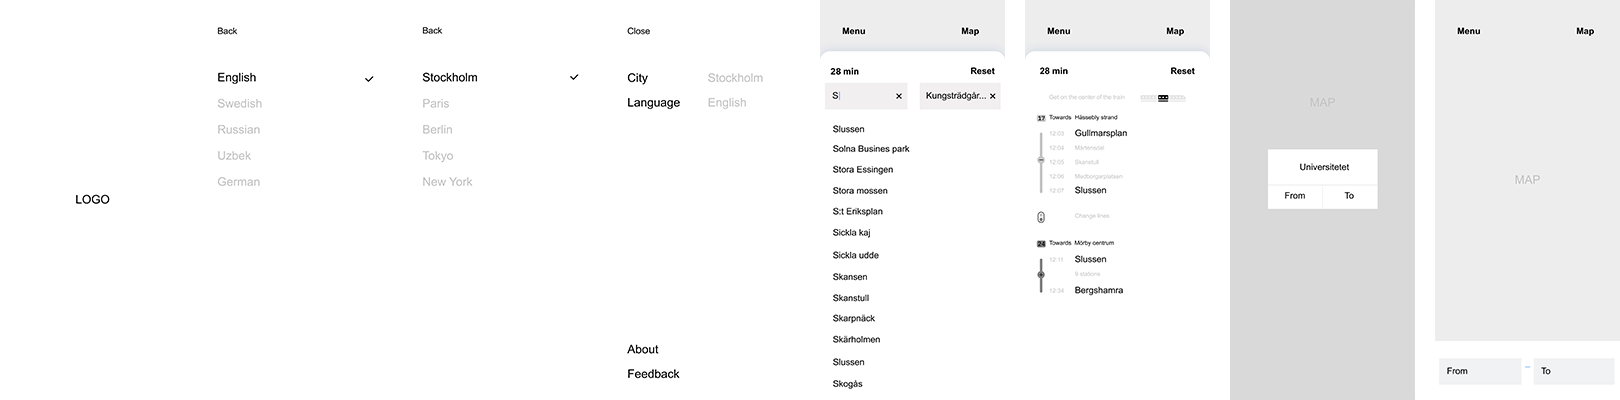 LOGO
Back
English
Swedish
Russian
Uzbek
German
Back
Stockholm
Paris
Berlin
Tokyo
New York
Close
City Stockholm
Language English
About
Feedback
Menu Map
28 min Reset
S Kungsträdgår...
Slussen
Solna Busines park
Stora Essingen
Stora mossen
S:t Eriksplan
Sickla kaj
Sickla udde
Skansen
Skanstull
Skarpnäck
Skärholmen
Slussen
Skogås
Menu Map
28 min Reset
Get on the center of the train
17 Towards Hässebly strand
12:03 Gullmarsplan
12:04 Mårtensdal
12:05 Skanstull
12:06 Medborgarplatsen
12:07 Slussen
Change lines
24 Towards Mörby centrum
12:11 Slussen
9 stations
12:34 Bergshamra
MAP
Universitetet
From To
Menu Map
MAP
From – To